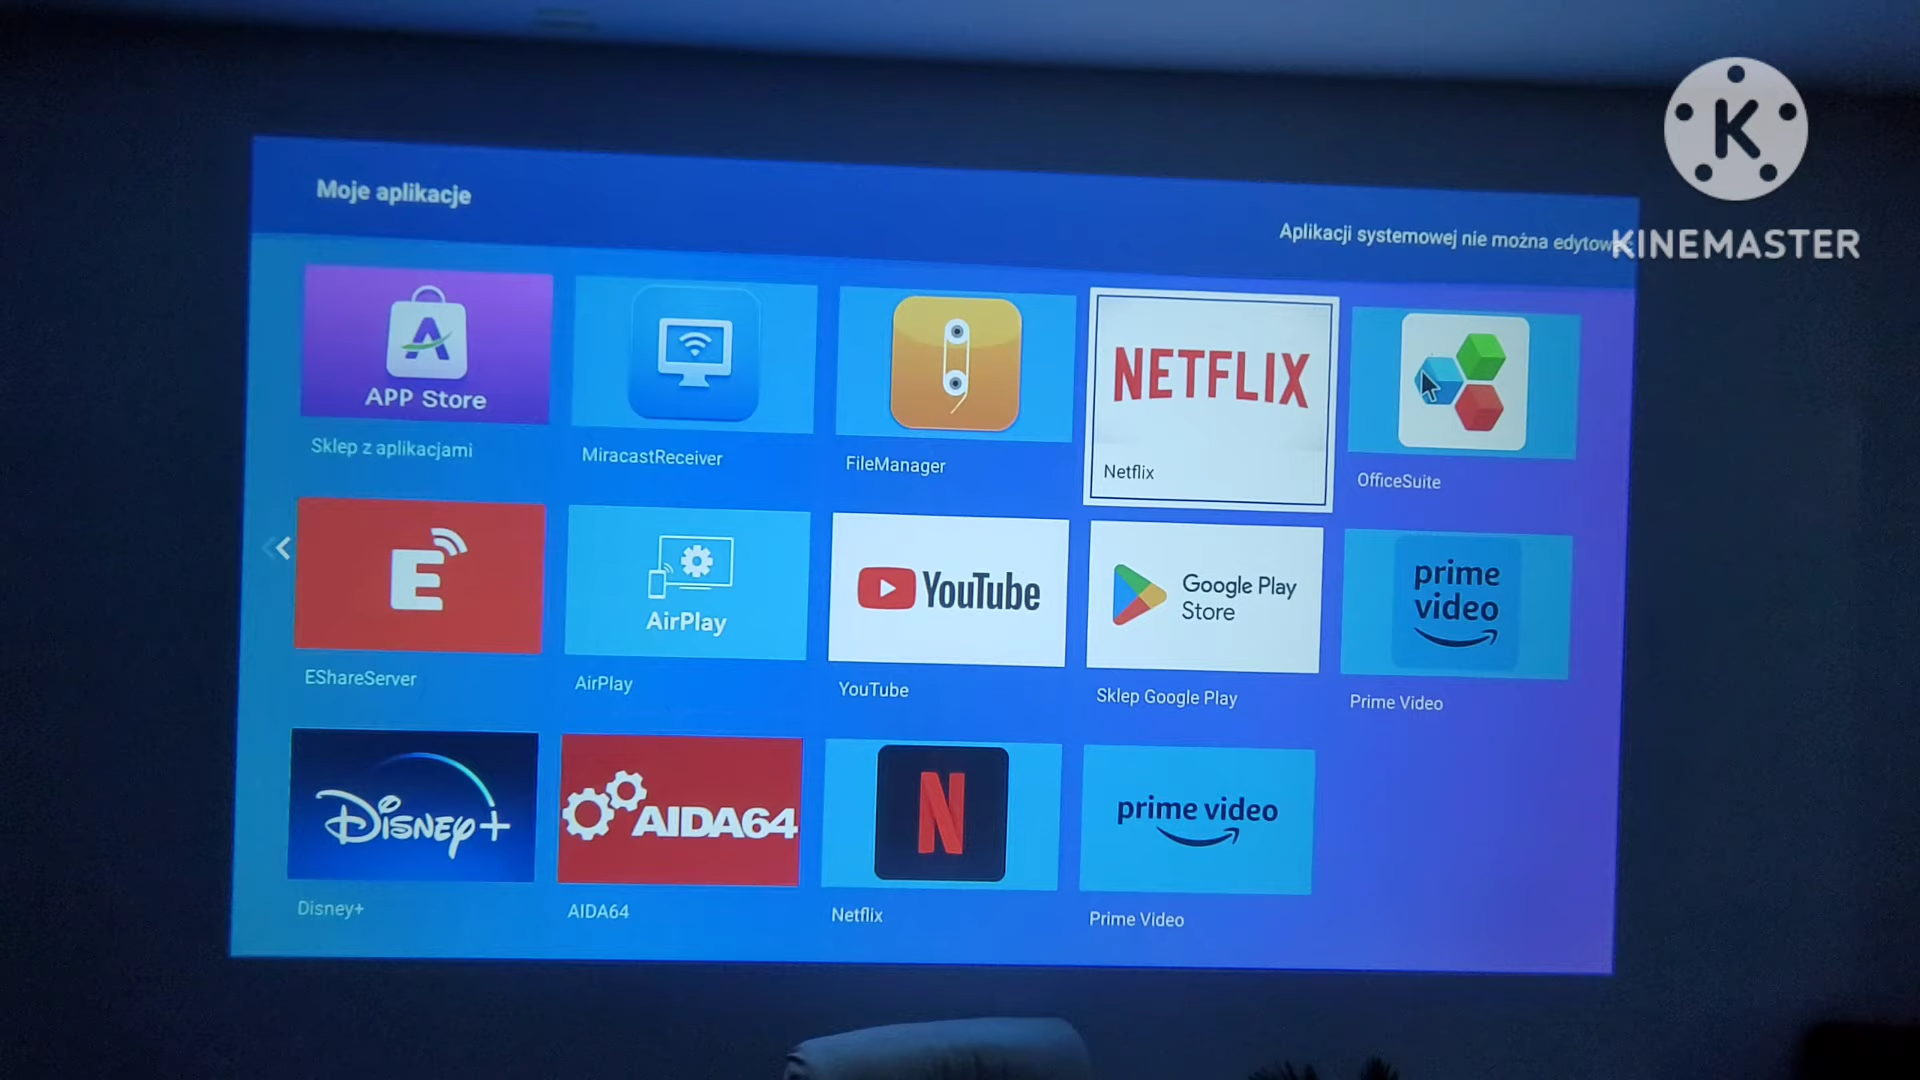 Moje aplikacje
Aplikacji systemowej nie można
K
KINEMASTER
A
APP Store
NETFLIX
Sklep z aplikacjami
MiracastReceiver
FileManager
Netflix
OfficeSuite
E
AirPlay
YouTube
Google Play
Store
prime
video
EShareServer
AirPlay
YouTube
Sklep Google Play
Prime Video
Disney+
AIDA64
N
prime video
Disney+
AIDA64
Netflix
Prime Video